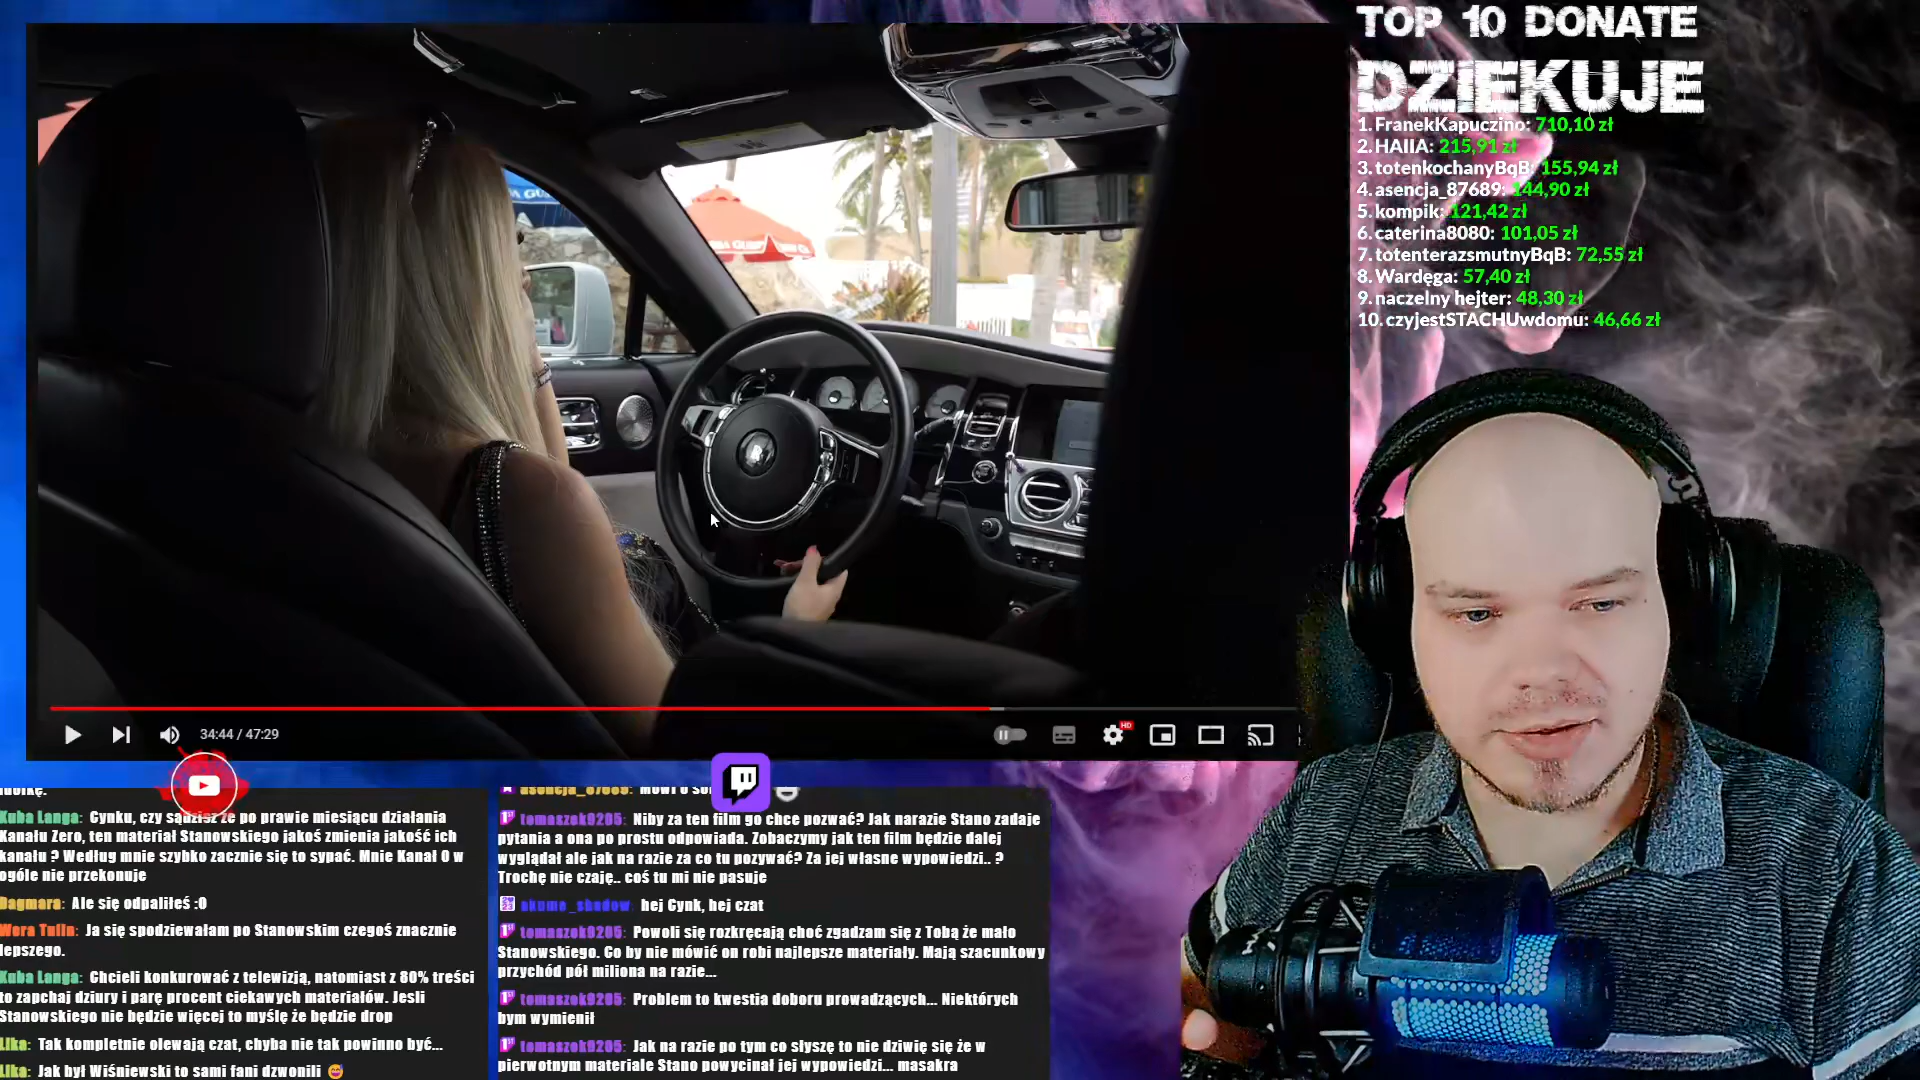 TOP 10 DONATE
DZIEKUJE
1. FranekKapuczino: 710,10 zł
2. HAIIA: 215,91 zł
3. totenkochanyBqB: 155,94 zł
4. asencja_87689: 144,90 zł
5. kompik: 121,42 zł
6. caterina8080: 101,05 zł
7. totenterazsmutnyBqB: 72,55 zł
8. Wardęga: 57,40 zł
9. naczelny hejter: 48,30 zł
10. czyjestSTACHUwdomu: 46,66 zł
34:44 / 47:29
HD
Kuba Langa: Cynku, czy sądzisz że po prawie miesiącu działania
Kanału Zero, ten materiał Stanowskiego jakoś zmienia jakość ich
kanału ? Według mnie szybko zacznie się to sypać. Mnie Kanał 0 w
ogóle nie przekonuje
Dagmara: Ale się odpaliłeś :O
Wera Tulin: Ja się spodziewałam po Stanowskim czegoś znacznie
lepszego.
Kuba Langa: Chcieli konkurować z telewizją, natomiast z 80% treści
to zapchaj dziury i parę procent ciekawych materiałów. Jesli
Stanowskiego nie będzie więcej to myślę że będzie drop
Lika: Tak kompletnie olewają czat, chyba nie tak powinno być...
Lika: Jak był Wiśniewski to sami fani dzwonili
asencja_87689: mówi o
tomaszok9205: Niby za ten film go chce pozwać? Jak narazie Stano zadaje
pytania a ona po prostu odpowiada. Zobaczymy jak ten film będzie dalej
wyglądał ale jak na razie za co tu pozywać? Za jej własne wypowiedzi.. ?
Trochę nie czaję.. coś tu mi nie pasuje
akume_shadow: hej Cynk, hej czat
tomaszok9205: Powoli się rozkręcają choć zgadzam się z Tobą że mało
Stanowskiego. Co by nie mówić on robi najlepsze materiały. Mają szacunkowy
przychód pół miliona na razie...
tomaszok9205: Problem to kwestia doboru prowadzących... Niektórych
bym wymienił
tomaszok9205: Jak na razie po tym co słyszę to nie dziwię się że w
pierwotnym materiale Stano powycinał jej wypowiedzi... masakra